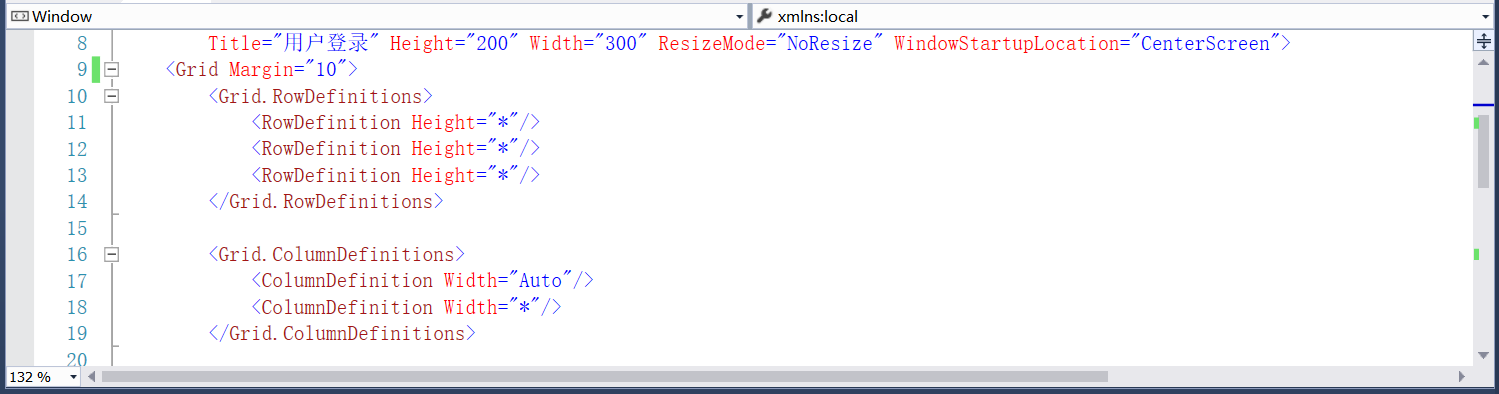 Window xmlns:local
8 Title="用户登录" Height="200" Width="300" ResizeMode="NoResize" WindowStartupLocation="CenterScreen">
9 <Grid Margin="10">
10 <Grid.RowDefinitions>
11 <RowDefinition Height="*"/>
12 <RowDefinition Height="*"/>
13 <RowDefinition Height="*"/>
14 </Grid.RowDefinitions>
15
16 <Grid.ColumnDefinitions>
17 <ColumnDefinition Width="Auto"/>
18 <ColumnDefinition Width="*"/>
19 </Grid.ColumnDefinitions>
20
132 %